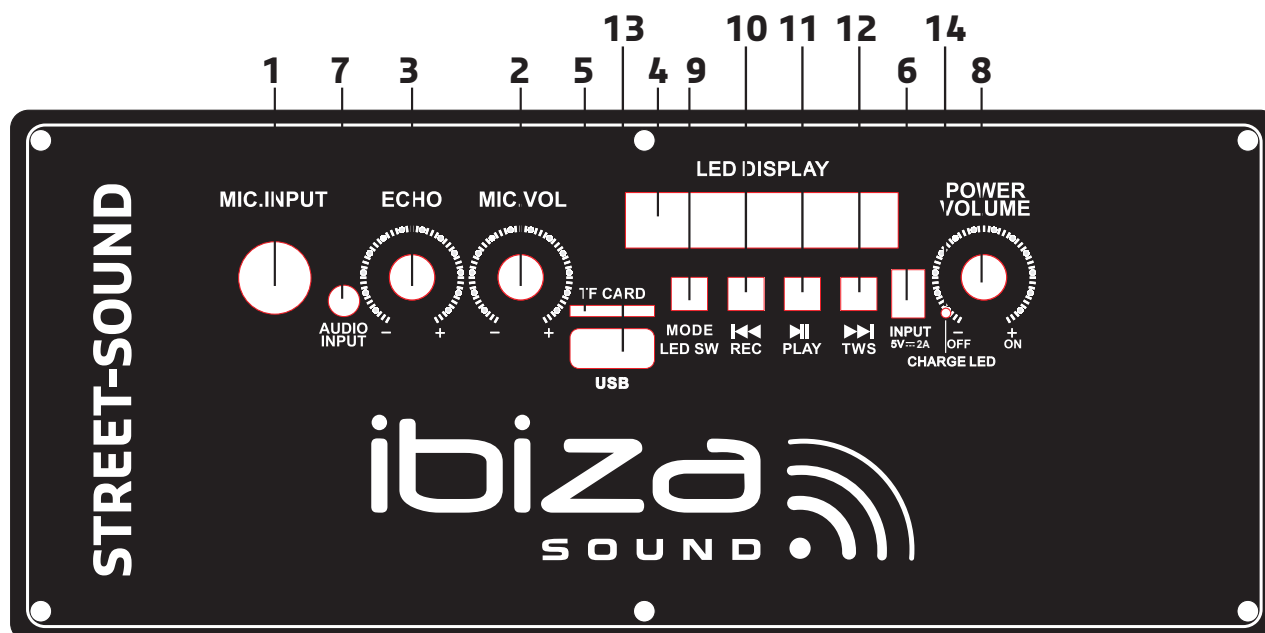 13 10 11 12 14
1 7 3 2 5 4 9 6 8
LED DISPLAY
MIC.INPUT
ECHO
MIC.VOL
POWER
VOLUME
TF CARD
AUDIO
INPUT
- +
- +
MODE
LED SW
REC
PLAY
TWS
INPUT
5V⎓2A
- +
OFF ON
CHARGE LED
USB
STREET-SOUND
ibiza
SOUND